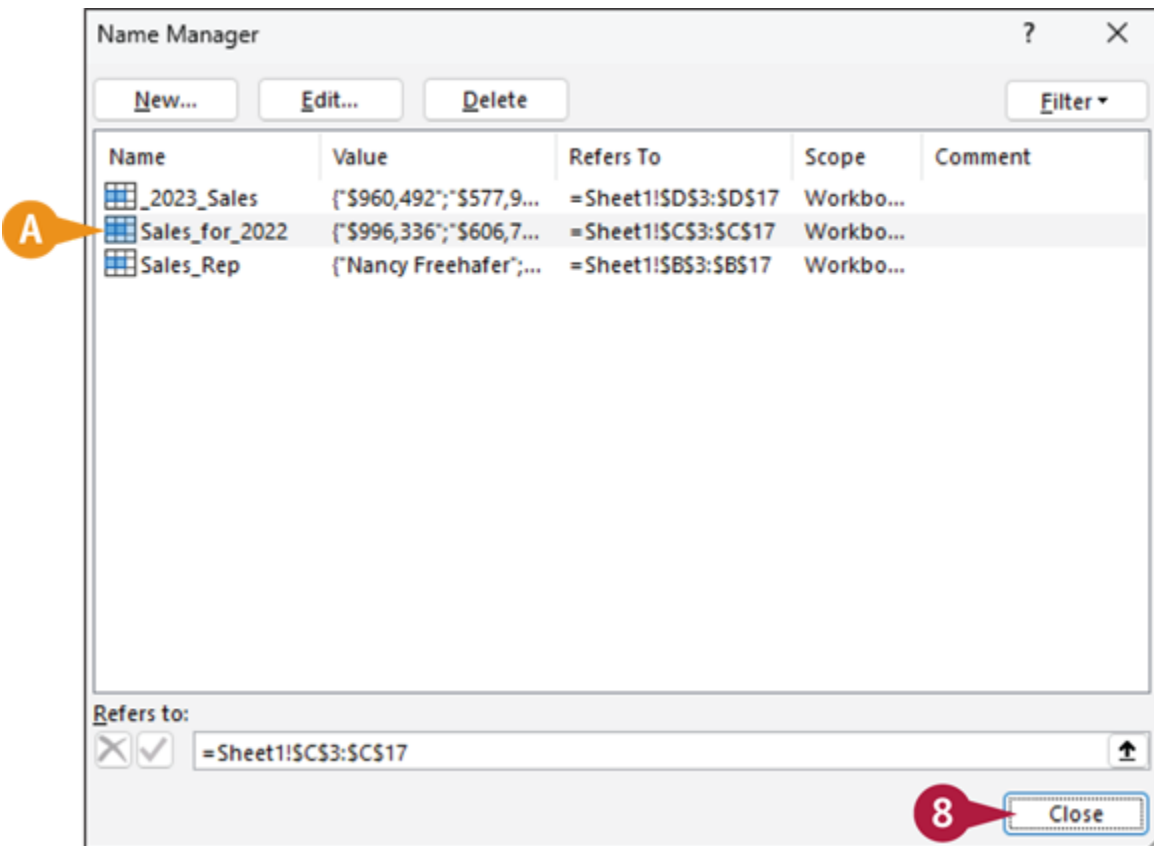 Name Manager ? ×
New... Edit... Delete Filter
Name Value Refers To Scope Comment
_2023_Sales {"$960,492";"$577,9... =Sheet1!$D$3:$D$17 Workbo...
A Sales_for_2022 {"$996,336";"$606,7... =Sheet1!$C$3:$C$17 Workbo...
Sales_Rep {"Nancy Freehafer";... =Sheet1!$B$3:$B$17 Workbo...
Refers to:
=Sheet1!$C$3:$C$17
8 Close